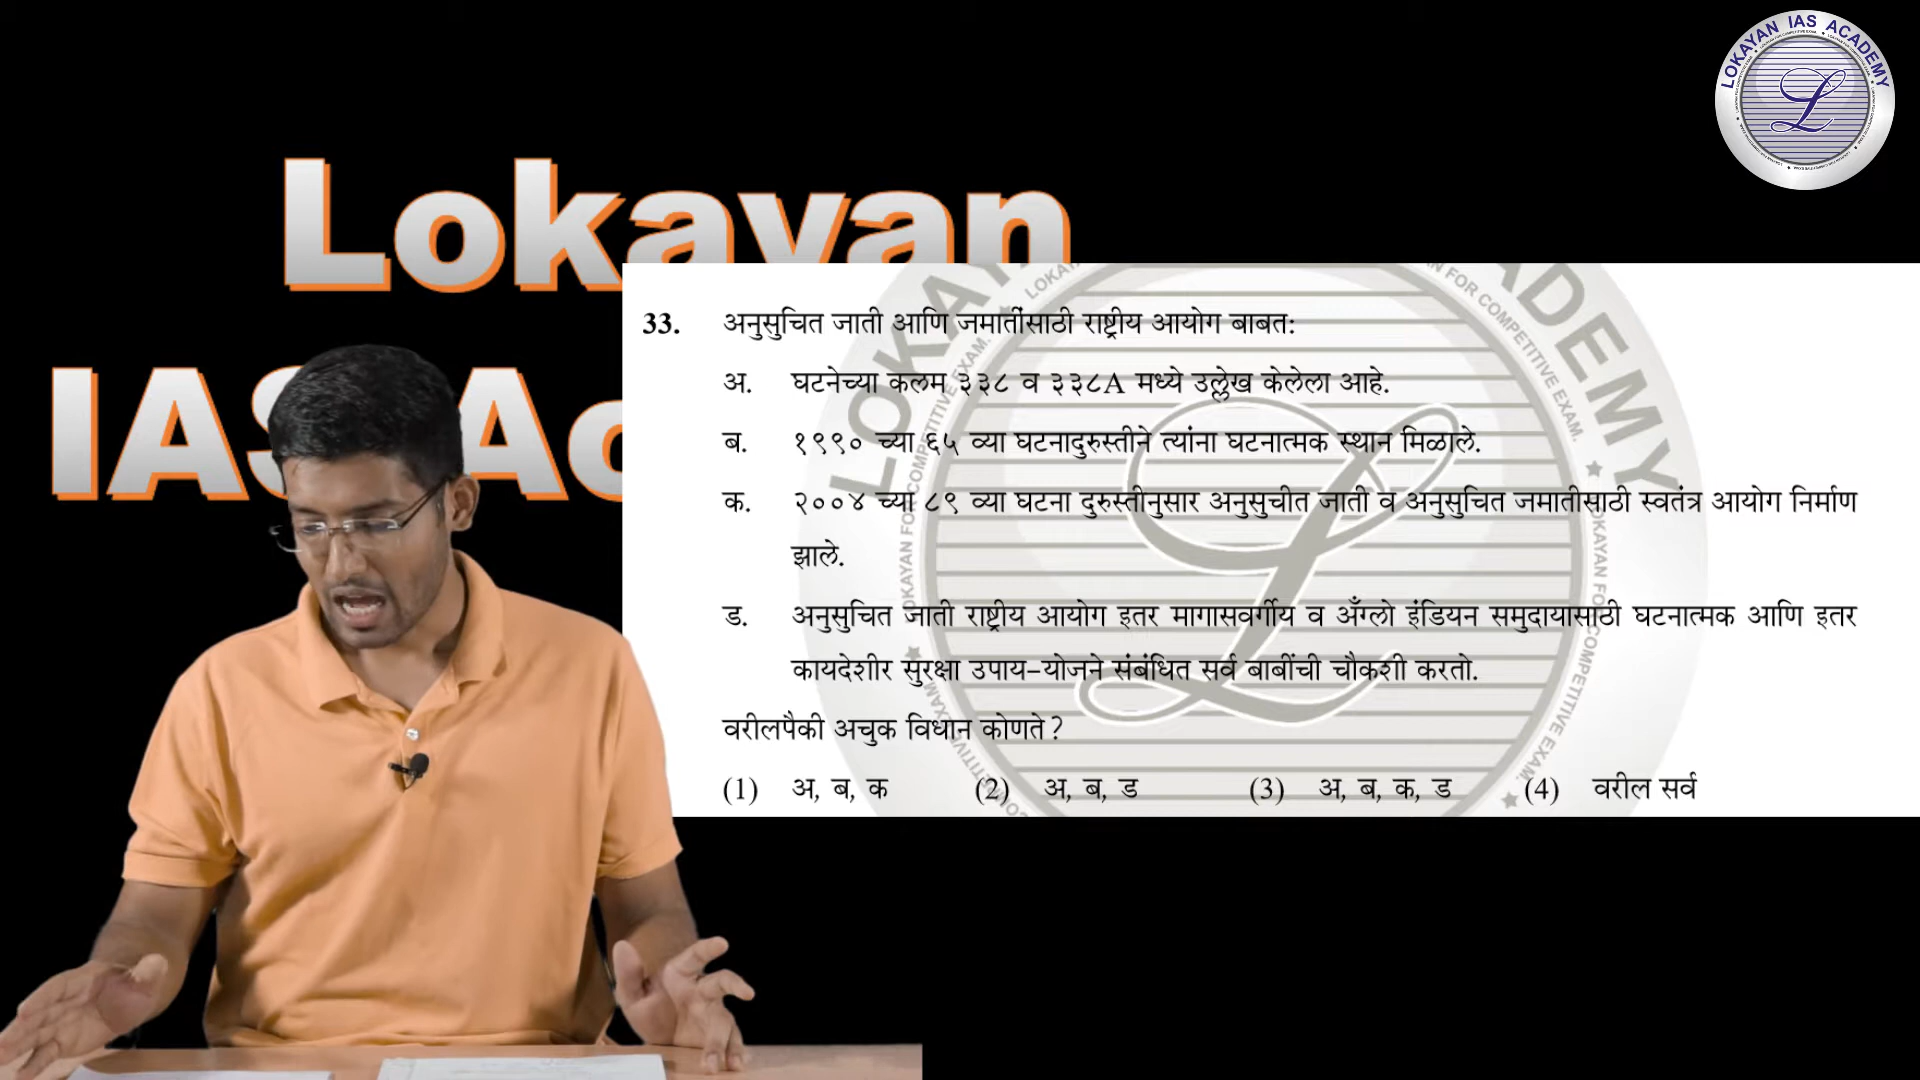 LOKAYAN IAS ACADEMY
Lokayan
IAS Ac
33. अनुसुचित जाती आणि जमातींसाठी राष्ट्रीय आयोग बाबत:
अ. घटनेच्या कलम ३३८ व ३३८A मध्ये उल्लेख केलेला आहे.
ब. १९९० च्या ६५ व्या घटनादुरुस्तीने त्यांना घटनात्मक स्थान मिळाले.
क. २००४ च्या ८९ व्या घटना दुरुस्तीनुसार अनुसुचीत जाती व अनुसुचित जमातीसाठी स्वतंत्र आयोग निर्माण
झाले.
ड. अनुसुचित जाती राष्ट्रीय आयोग इतर मागासवर्गीय व अँग्लो इंडियन समुदायासाठी घटनात्मक आणि इतर
कायदेशीर सुरक्षा उपाय-योजने संबंधित सर्व बाबींची चौकशी करतो.
वरीलपैकी अचुक विधान कोणते?
(1) अ, ब, क (2) अ, ब, ड (3) अ, ब, क, ड (4) वरील सर्व